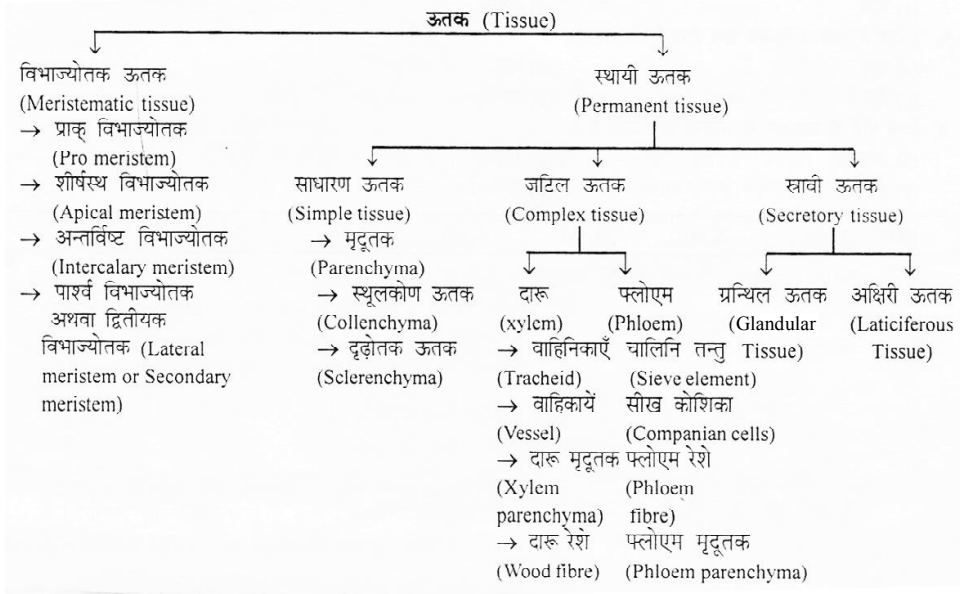 ऊतक (Tissue)
विभाज्योतक ऊतक
(Meristematic tissue)
→ प्राक् विभाज्योतक
(Pro meristem)
→ शीर्षस्थ विभाज्योतक
(Apical meristem)
→ अन्तर्विष्ट विभाज्योतक
(Intercalary meristem)
→ पार्श्व विभाज्योतक
अथवा द्वितीयक
विभाज्योतक (Lateral
meristem or Secondary
meristem)
स्थायी ऊतक
(Permanent tissue)
साधारण ऊतक
(Simple tissue)
→ मृदूतक
(Parenchyma)
→ स्थूलकोण ऊतक
(Collenchyma)
→ दृढ़ोतक ऊतक
(Sclerenchyma)
जटिल ऊतक
(Complex tissue)
दारू
(xylem)
→ वाहिनिकाएँ
(Tracheid)
→ वाहिकायें
(Vessel)
→ दारू मृदूतक
(Xylem
parenchyma)
→ दारू रेशे
(Wood fibre)
फ्लोएम
(Phloem)
चालिनि तन्तु
(Sieve element)
सीख कोशिका
(Companian cells)
फ्लोएम रेशे
(Phloem
fibre)
फ्लोएम मृदूतक
(Phloem parenchyma)
स्त्रावी ऊतक
(Secretory tissue)
ग्रन्थिल ऊतक
(Glandular
Tissue)
अक्षिरी ऊतक
(Laticiferous
Tissue)